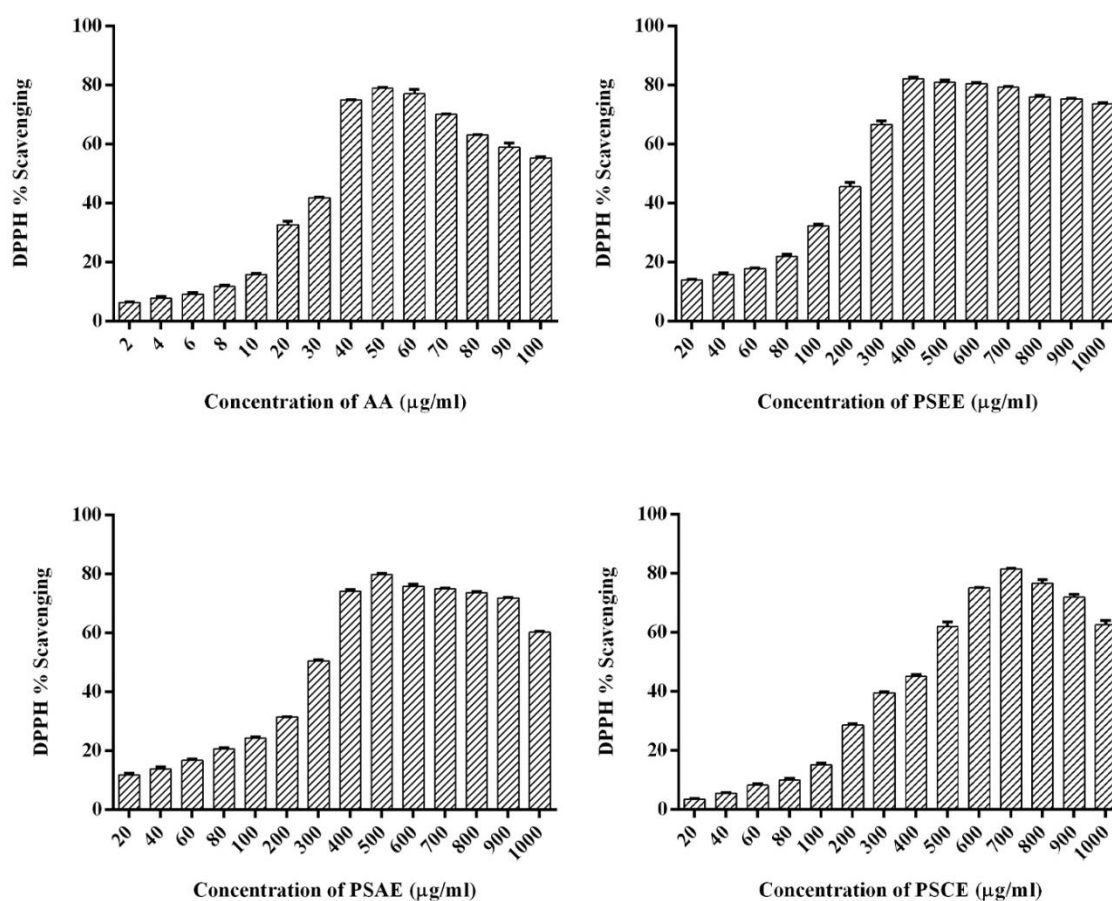 DPPH % Scavenging
100
80
60
40
20
0
2 4 6 8 10 20 30 40 50 60 70 80 90 100
Concentration of AA (μg/ml)
DPPH % Scavenging
100
80
60
40
20
0
20 40 60 80 100 200 300 400 500 600 700 800 900 1000
Concentration of PSEE (μg/ml)
DPPH % Scavenging
100
80
60
40
20
0
20 40 60 80 100 200 300 400 500 600 700 800 900 1000
Concentration of PSAE (μg/ml)
DPPH % Scavenging
100
80
60
40
20
0
20 40 60 80 100 200 300 400 500 600 700 800 900 1000
Concentration of PSCE (μg/ml)